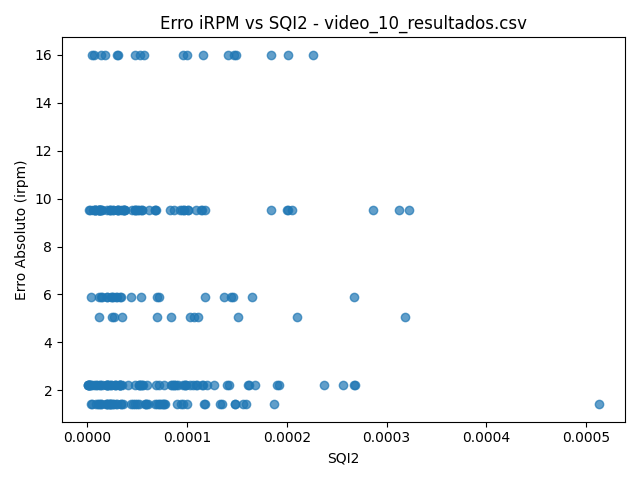 Erro iRPM vs SQI2 - video_10_resultados.csv
Erro Absoluto (irpm)
16
14
12
10
8
6
4
2
0.0000 0.0001 0.0002 0.0003 0.0004 0.0005
SQI2